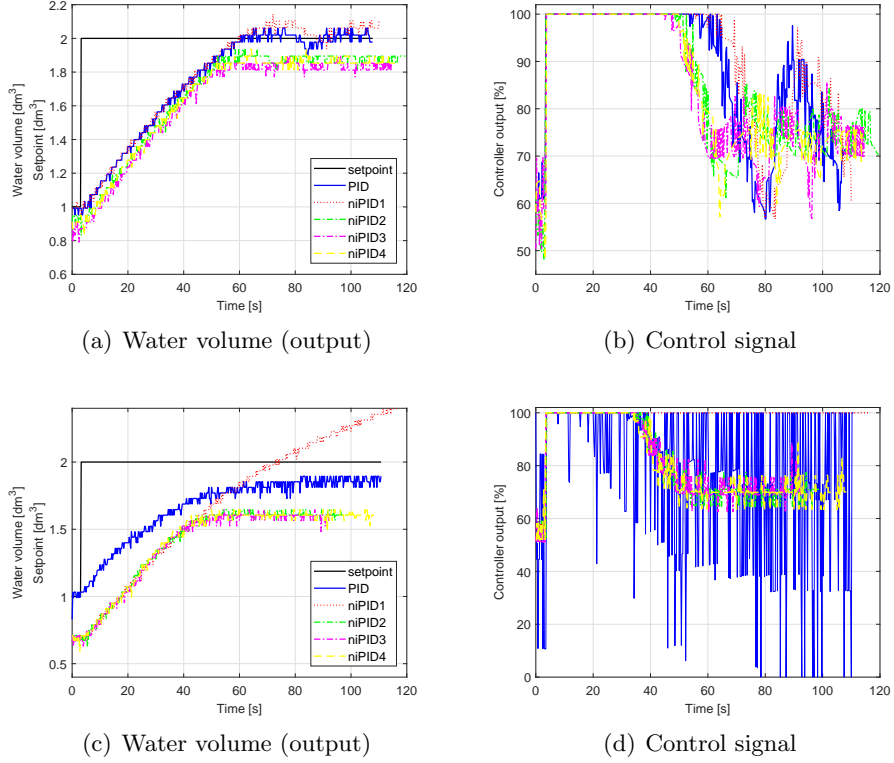 2.2
2
1.8
1.6
1.4
1.2
1
0.8
0.6
0 20 40 60 80 100 120
Time [s]
Water volume [dm³]
Setpoint [dm³]
setpoint
PID
niPID1
niPID2
niPID3
niPID4
(a) Water volume (output)
100
90
80
70
60
50
0 20 40 60 80 100 120
Time [s]
Controller output [%]
(b) Control signal
2
1.5
1
0.5
0 20 40 60 80 100 120
Time [s]
Water volume [dm³]
Setpoint [dm³]
setpoint
PID
niPID1
niPID2
niPID3
niPID4
(c) Water volume (output)
100
80
60
40
20
0
0 20 40 60 80 100 120
Time [s]
Controller output [%]
(d) Control signal